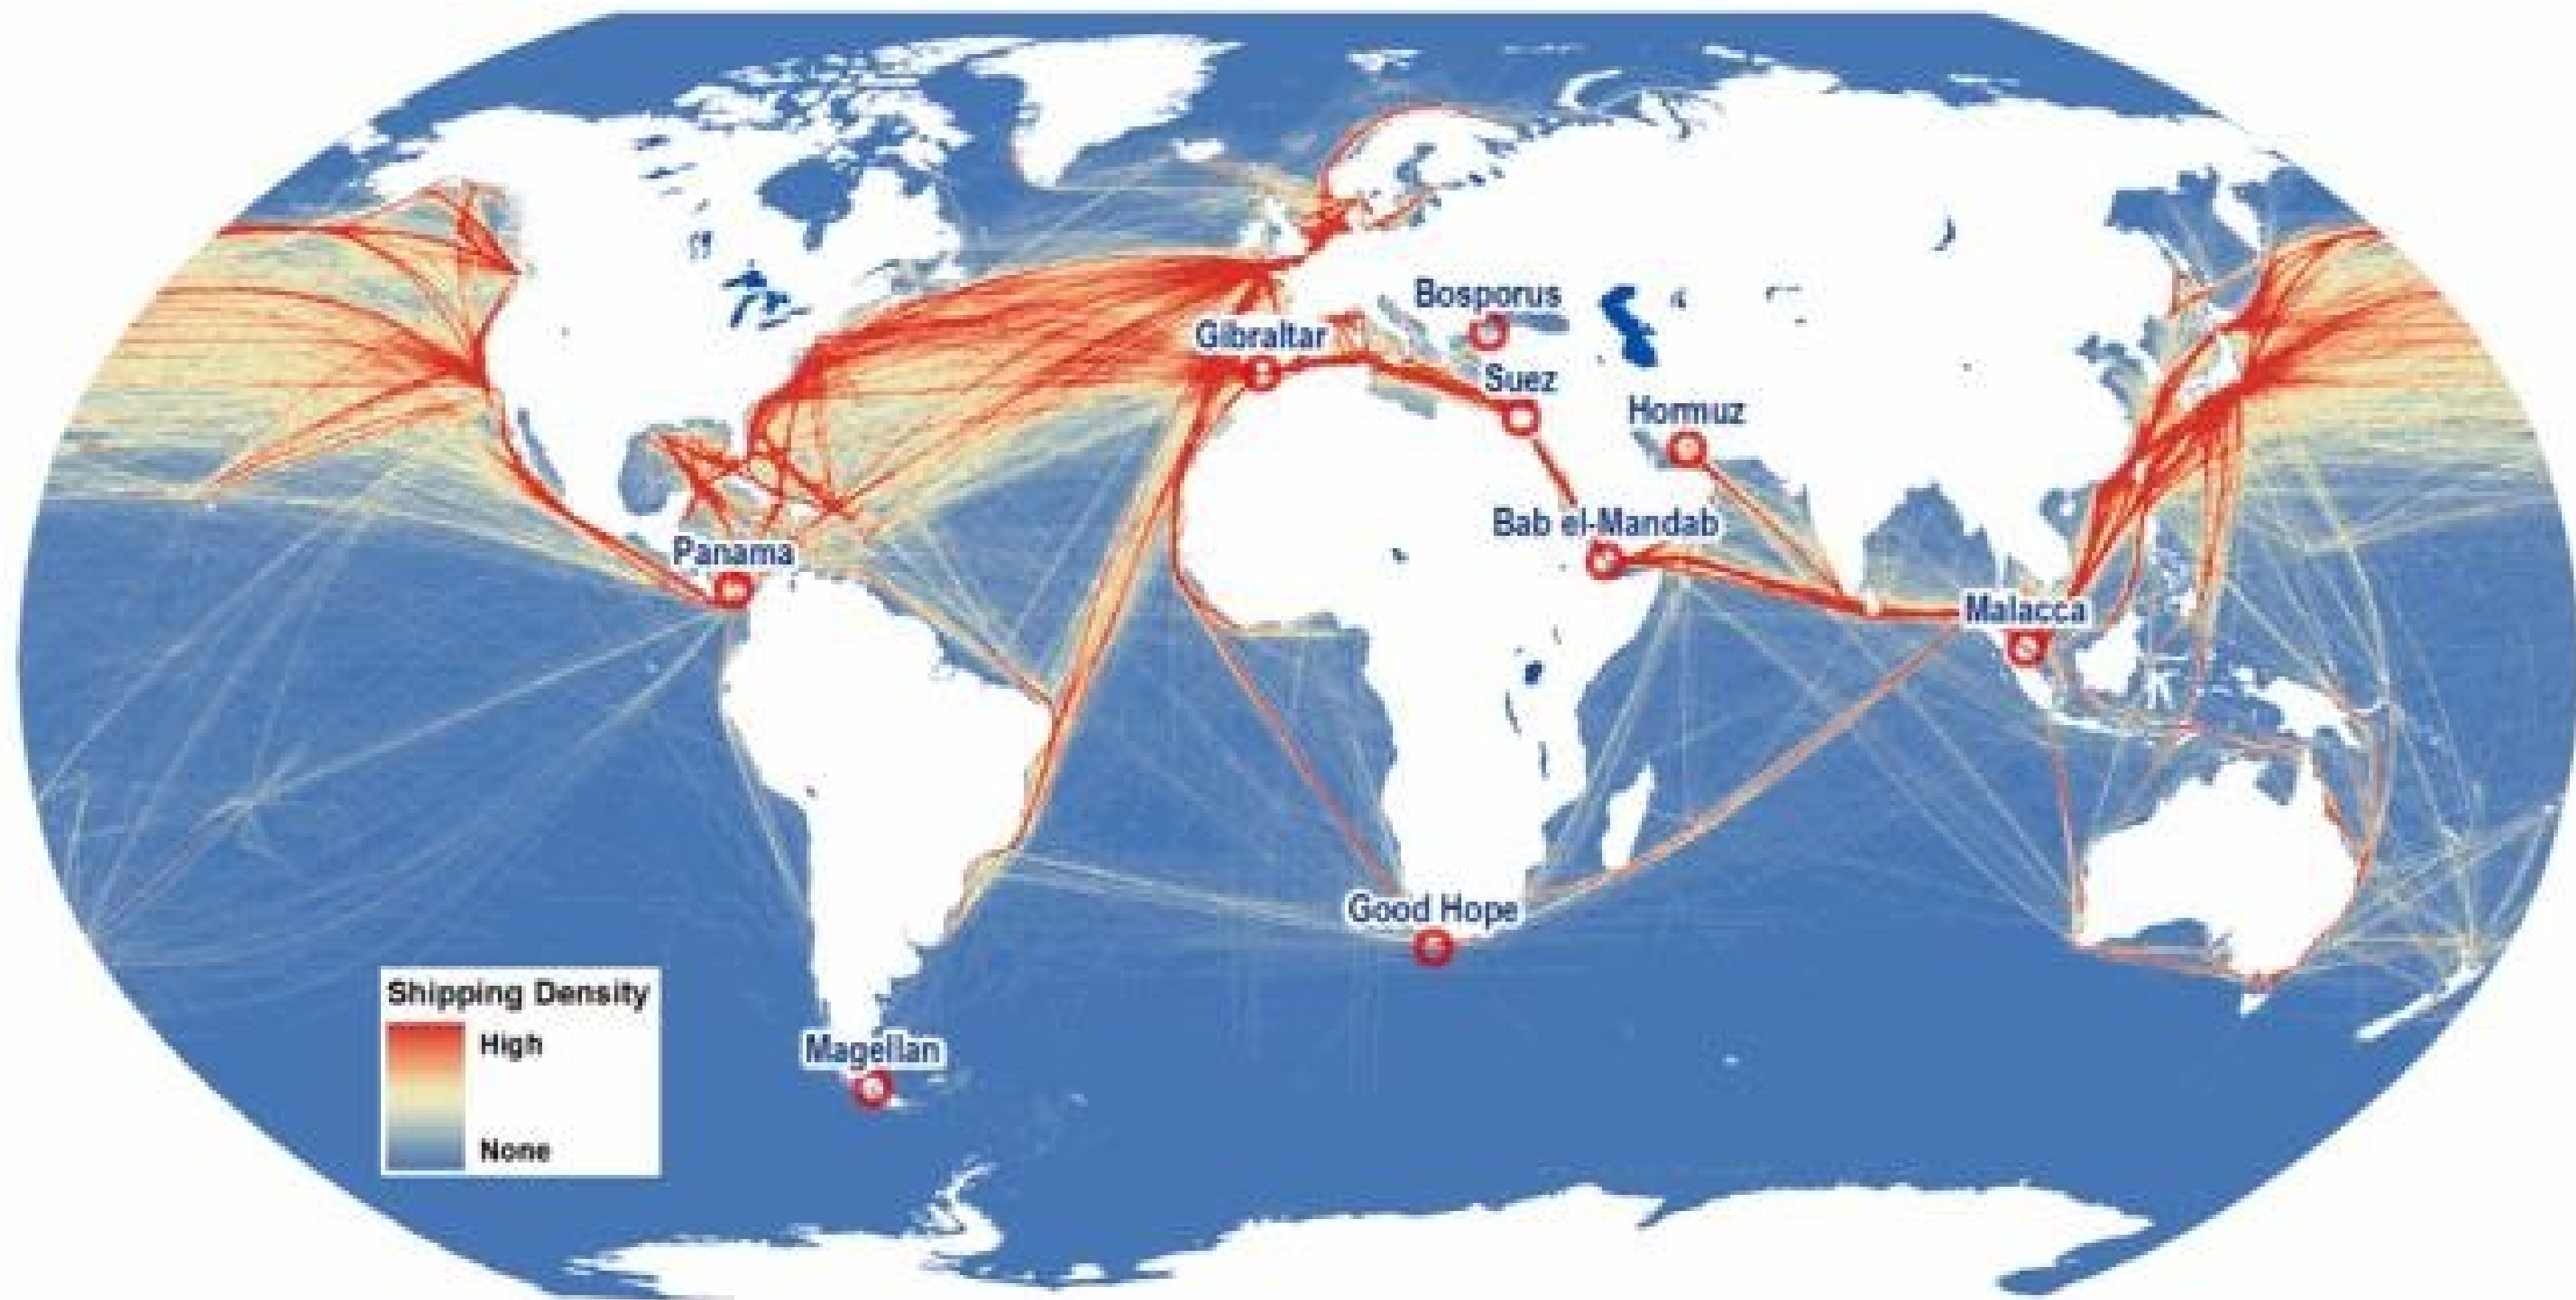 Bosporus
Gibraltar
Suez
Hormuz
Bab el-Mandab
Panama
Malacca
Good Hope
Shipping Density
High
None
Magellan